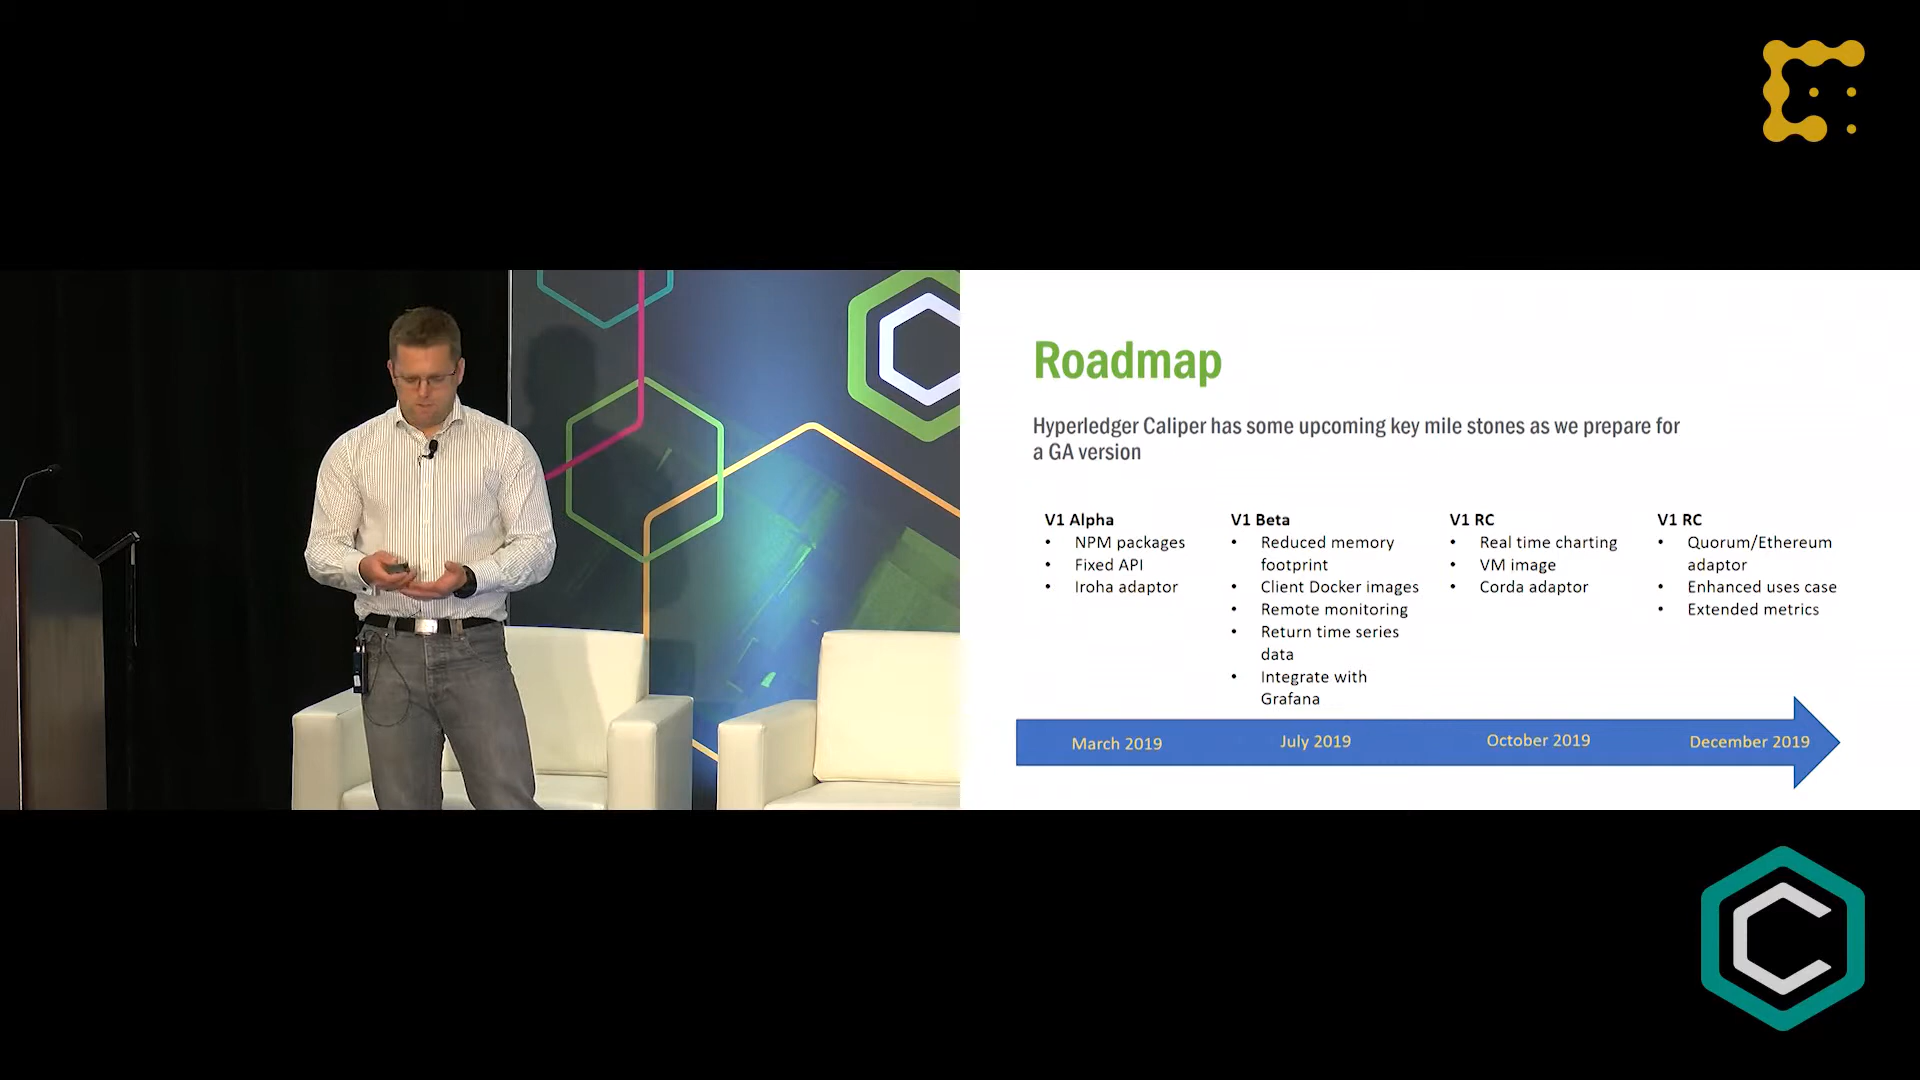 Roadmap
Hyperledger Caliper has some upcoming key mile stones as we prepare for
a GA version
V1 Alpha
• NPM packages
• Fixed API
• Iroha adaptor
V1 Beta
• Reduced memory
footprint
• Client Docker images
• Remote monitoring
• Return time series
data
• Integrate with
Grafana
V1 RC
• Real time charting
• VM image
• Corda adaptor
V1 RC
• Quorum/Ethereum
adaptor
• Enhanced uses case
• Extended metrics
March 2019
July 2019
October 2019
December 2019